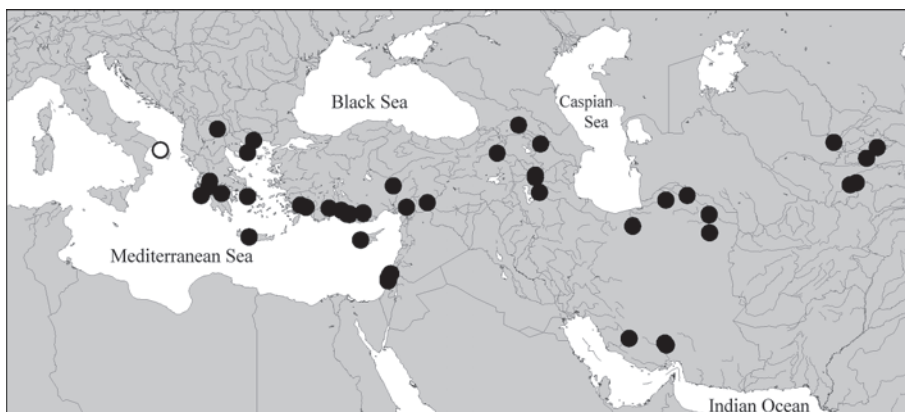 Black Sea
Caspian
Sea
Mediterranean Sea
Indian Ocean